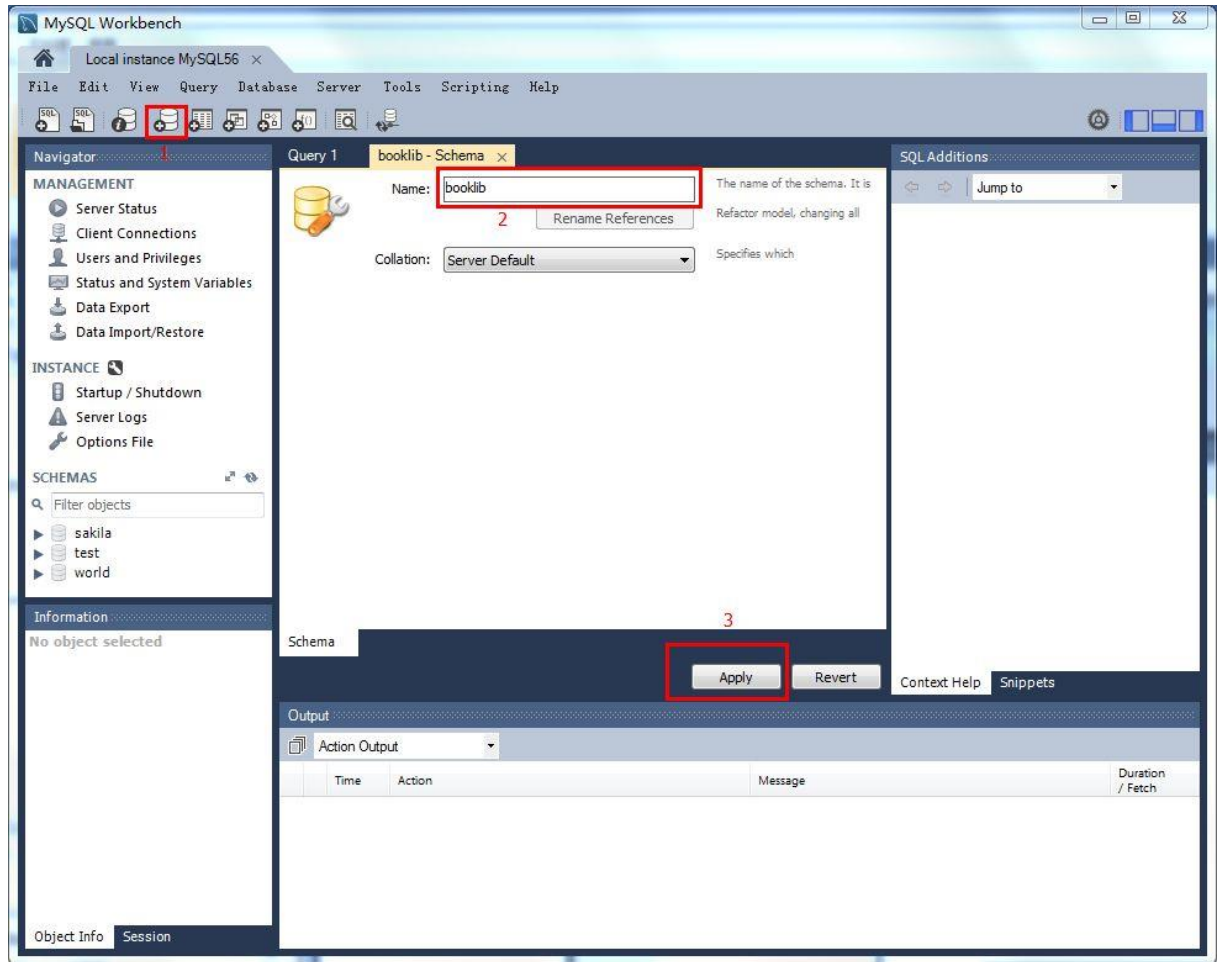 MySQL Workbench
Local instance MySQL56
File Edit View Query Database Server Tools Scripting Help
1
Navigator
MANAGEMENT
Server Status
Client Connections
Users and Privileges
Status and System Variables
Data Export
Data Import/Restore
INSTANCE
Startup / Shutdown
Server Logs
Options File
SCHEMAS
Filter objects
sakila
test
world
Information
No object selected
Object Info Session
Query 1 booklib - Schema
Name: booklib The name of the schema. It is
2 Rename References Refactor model, changing all
Collation: Server Default Specifies which
3
Schema
Apply Revert
SQL Additions
Jump to
Context Help Snippets
Output
Action Output
Time Action Message Duration / Fetch